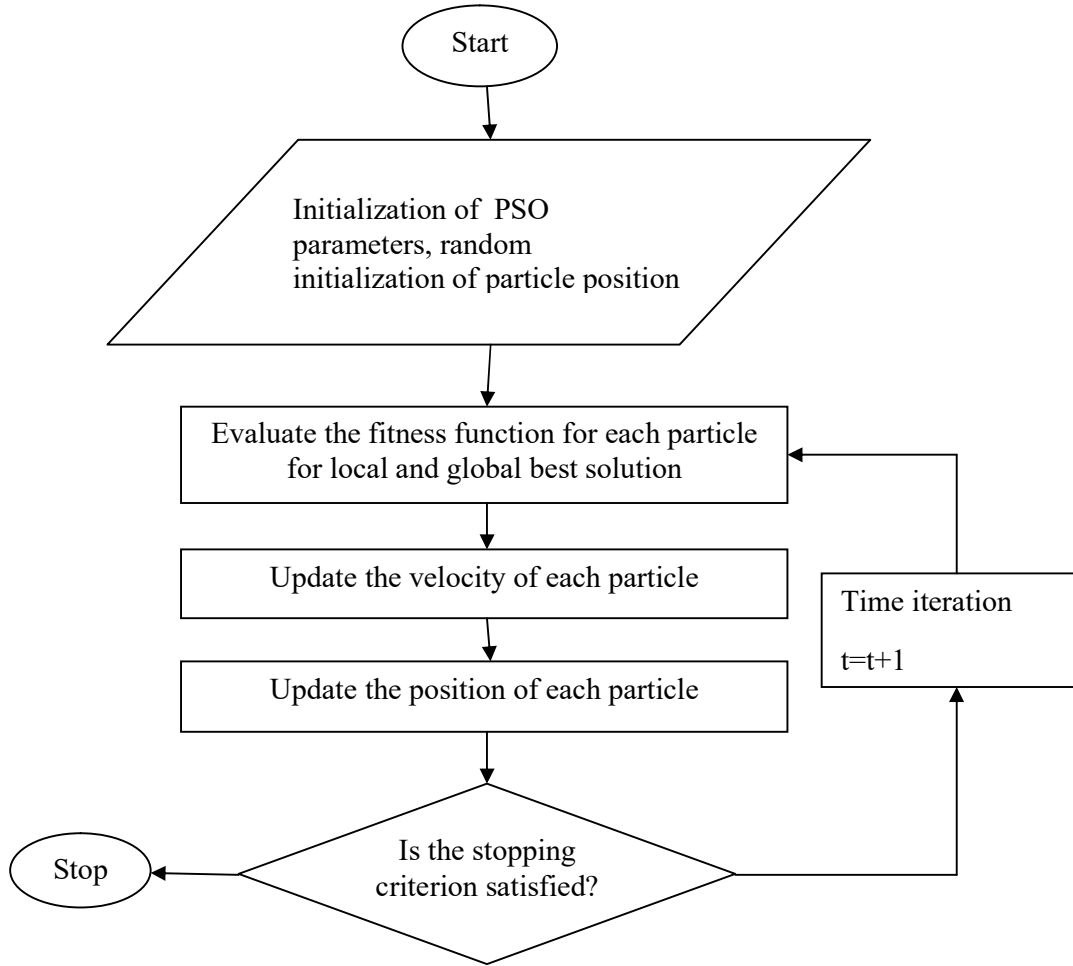 Start
Initialization of PSO
parameters, random
initialization of particle position
Evaluate the fitness function for each particle
for local and global best solution
Update the velocity of each particle
Time iteration
t=t+1
Update the position of each particle
Is the stopping
criterion satisfied?
Stop